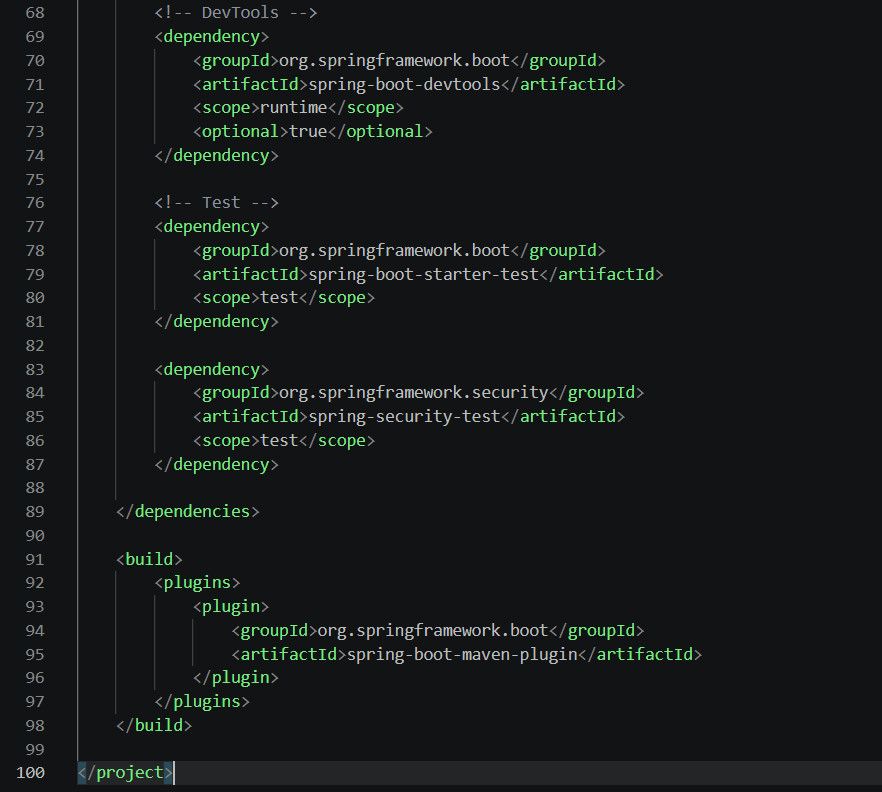 68 <!-- DevTools -->
69 <dependency>
70 <groupId>org.springframework.boot</groupId>
71 <artifactId>spring-boot-devtools</artifactId>
72 <scope>runtime</scope>
73 <optional>true</optional>
74 </dependency>
75
76 <!-- Test -->
77 <dependency>
78 <groupId>org.springframework.boot</groupId>
79 <artifactId>spring-boot-starter-test</artifactId>
80 <scope>test</scope>
81 </dependency>
82
83 <dependency>
84 <groupId>org.springframework.security</groupId>
85 <artifactId>spring-security-test</artifactId>
86 <scope>test</scope>
87 </dependency>
88
89 </dependencies>
90
91 <build>
92 <plugins>
93 <plugin>
94 <groupId>org.springframework.boot</groupId>
95 <artifactId>spring-boot-maven-plugin</artifactId>
96 </plugin>
97 </plugins>
98 </build>
99
100 </project>